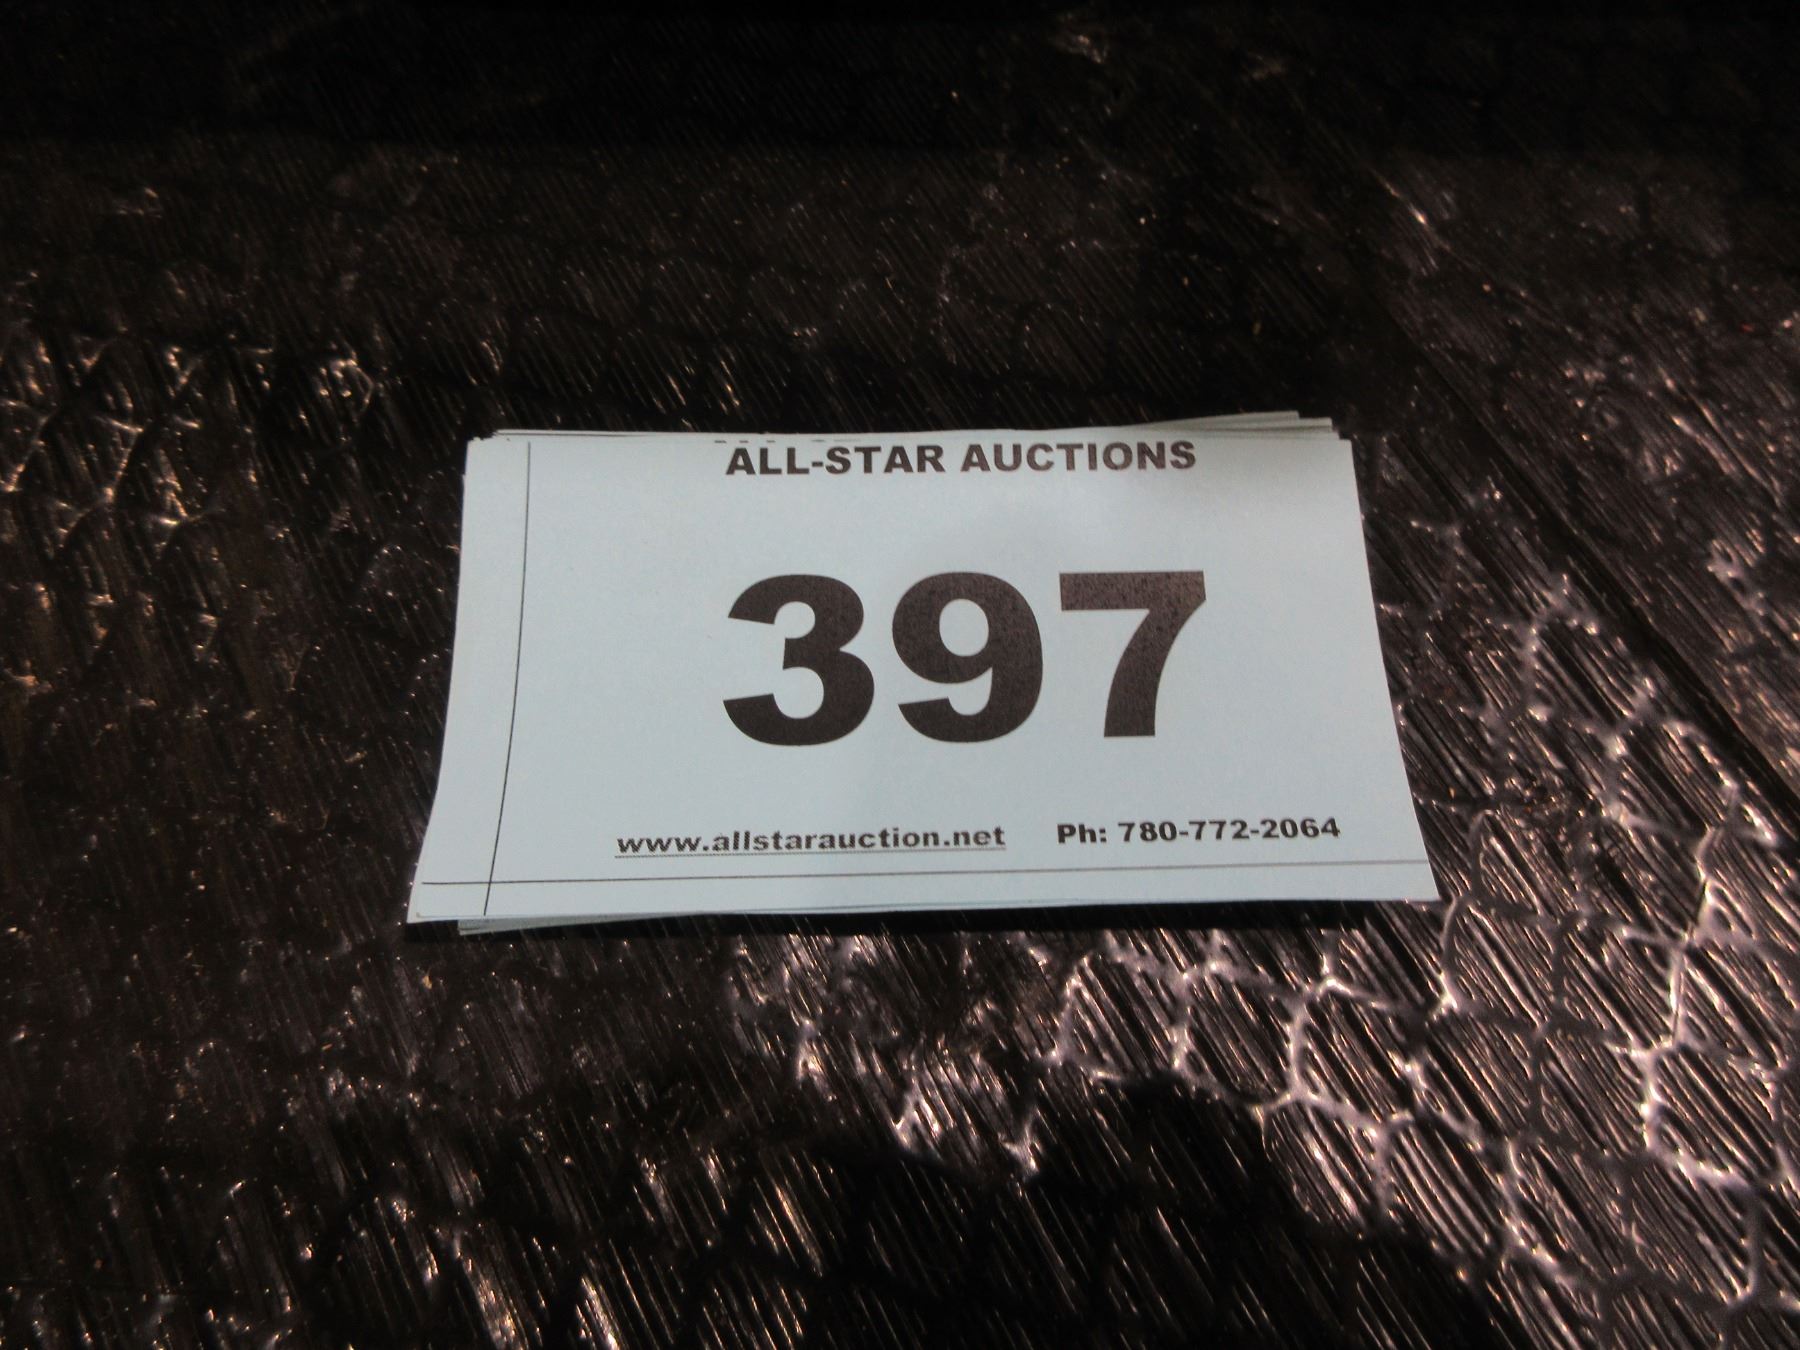 ALL-STAR AUCTIONS
397
www.allstarauction.net Ph: 780-772-2064